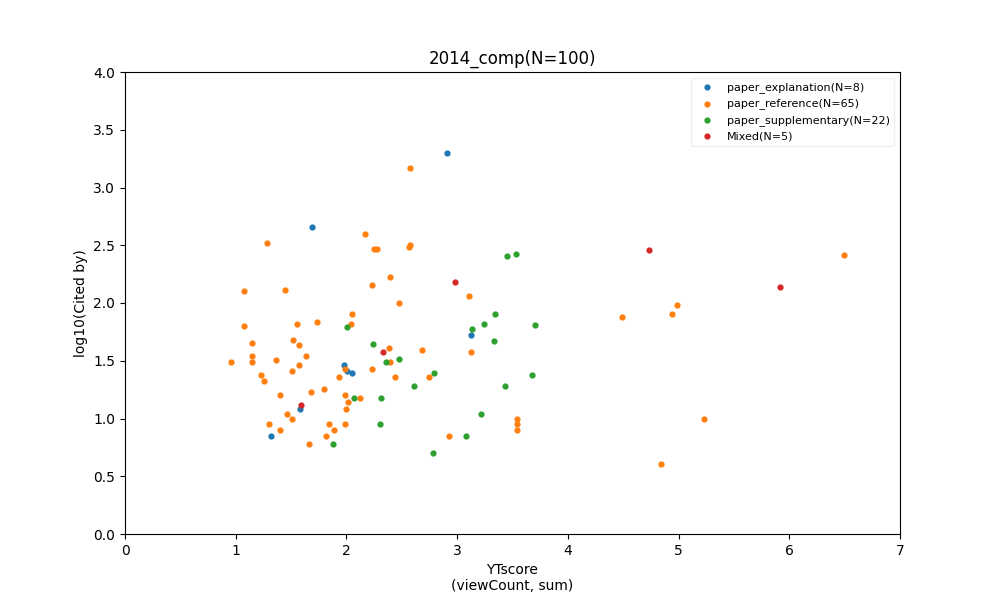 2014_comp(N=100)
paper_explanation(N=8)
paper_reference(N=65)
paper_supplementary(N=22)
Mixed(N=5)
4.0
3.5
3.0
2.5
2.0
1.5
1.0
0.5
0.0
log10(Cited by)
0 1 2 3 4 5 6 7
YTscore
(viewCount, sum)